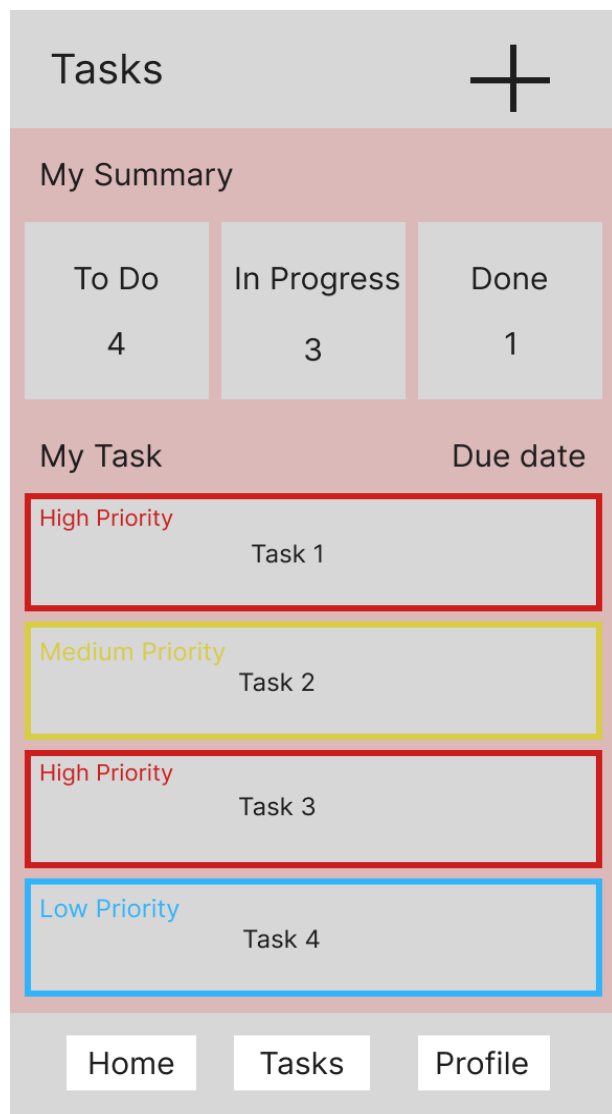 Tasks
My Summary
To Do
In Progress
Done
4
3
1
My Task
Due date
High Priority
Task 1
Medium Priority
Task 2
High Priority
Task 3
Low Priority
Task 4
Home
Tasks
Profile